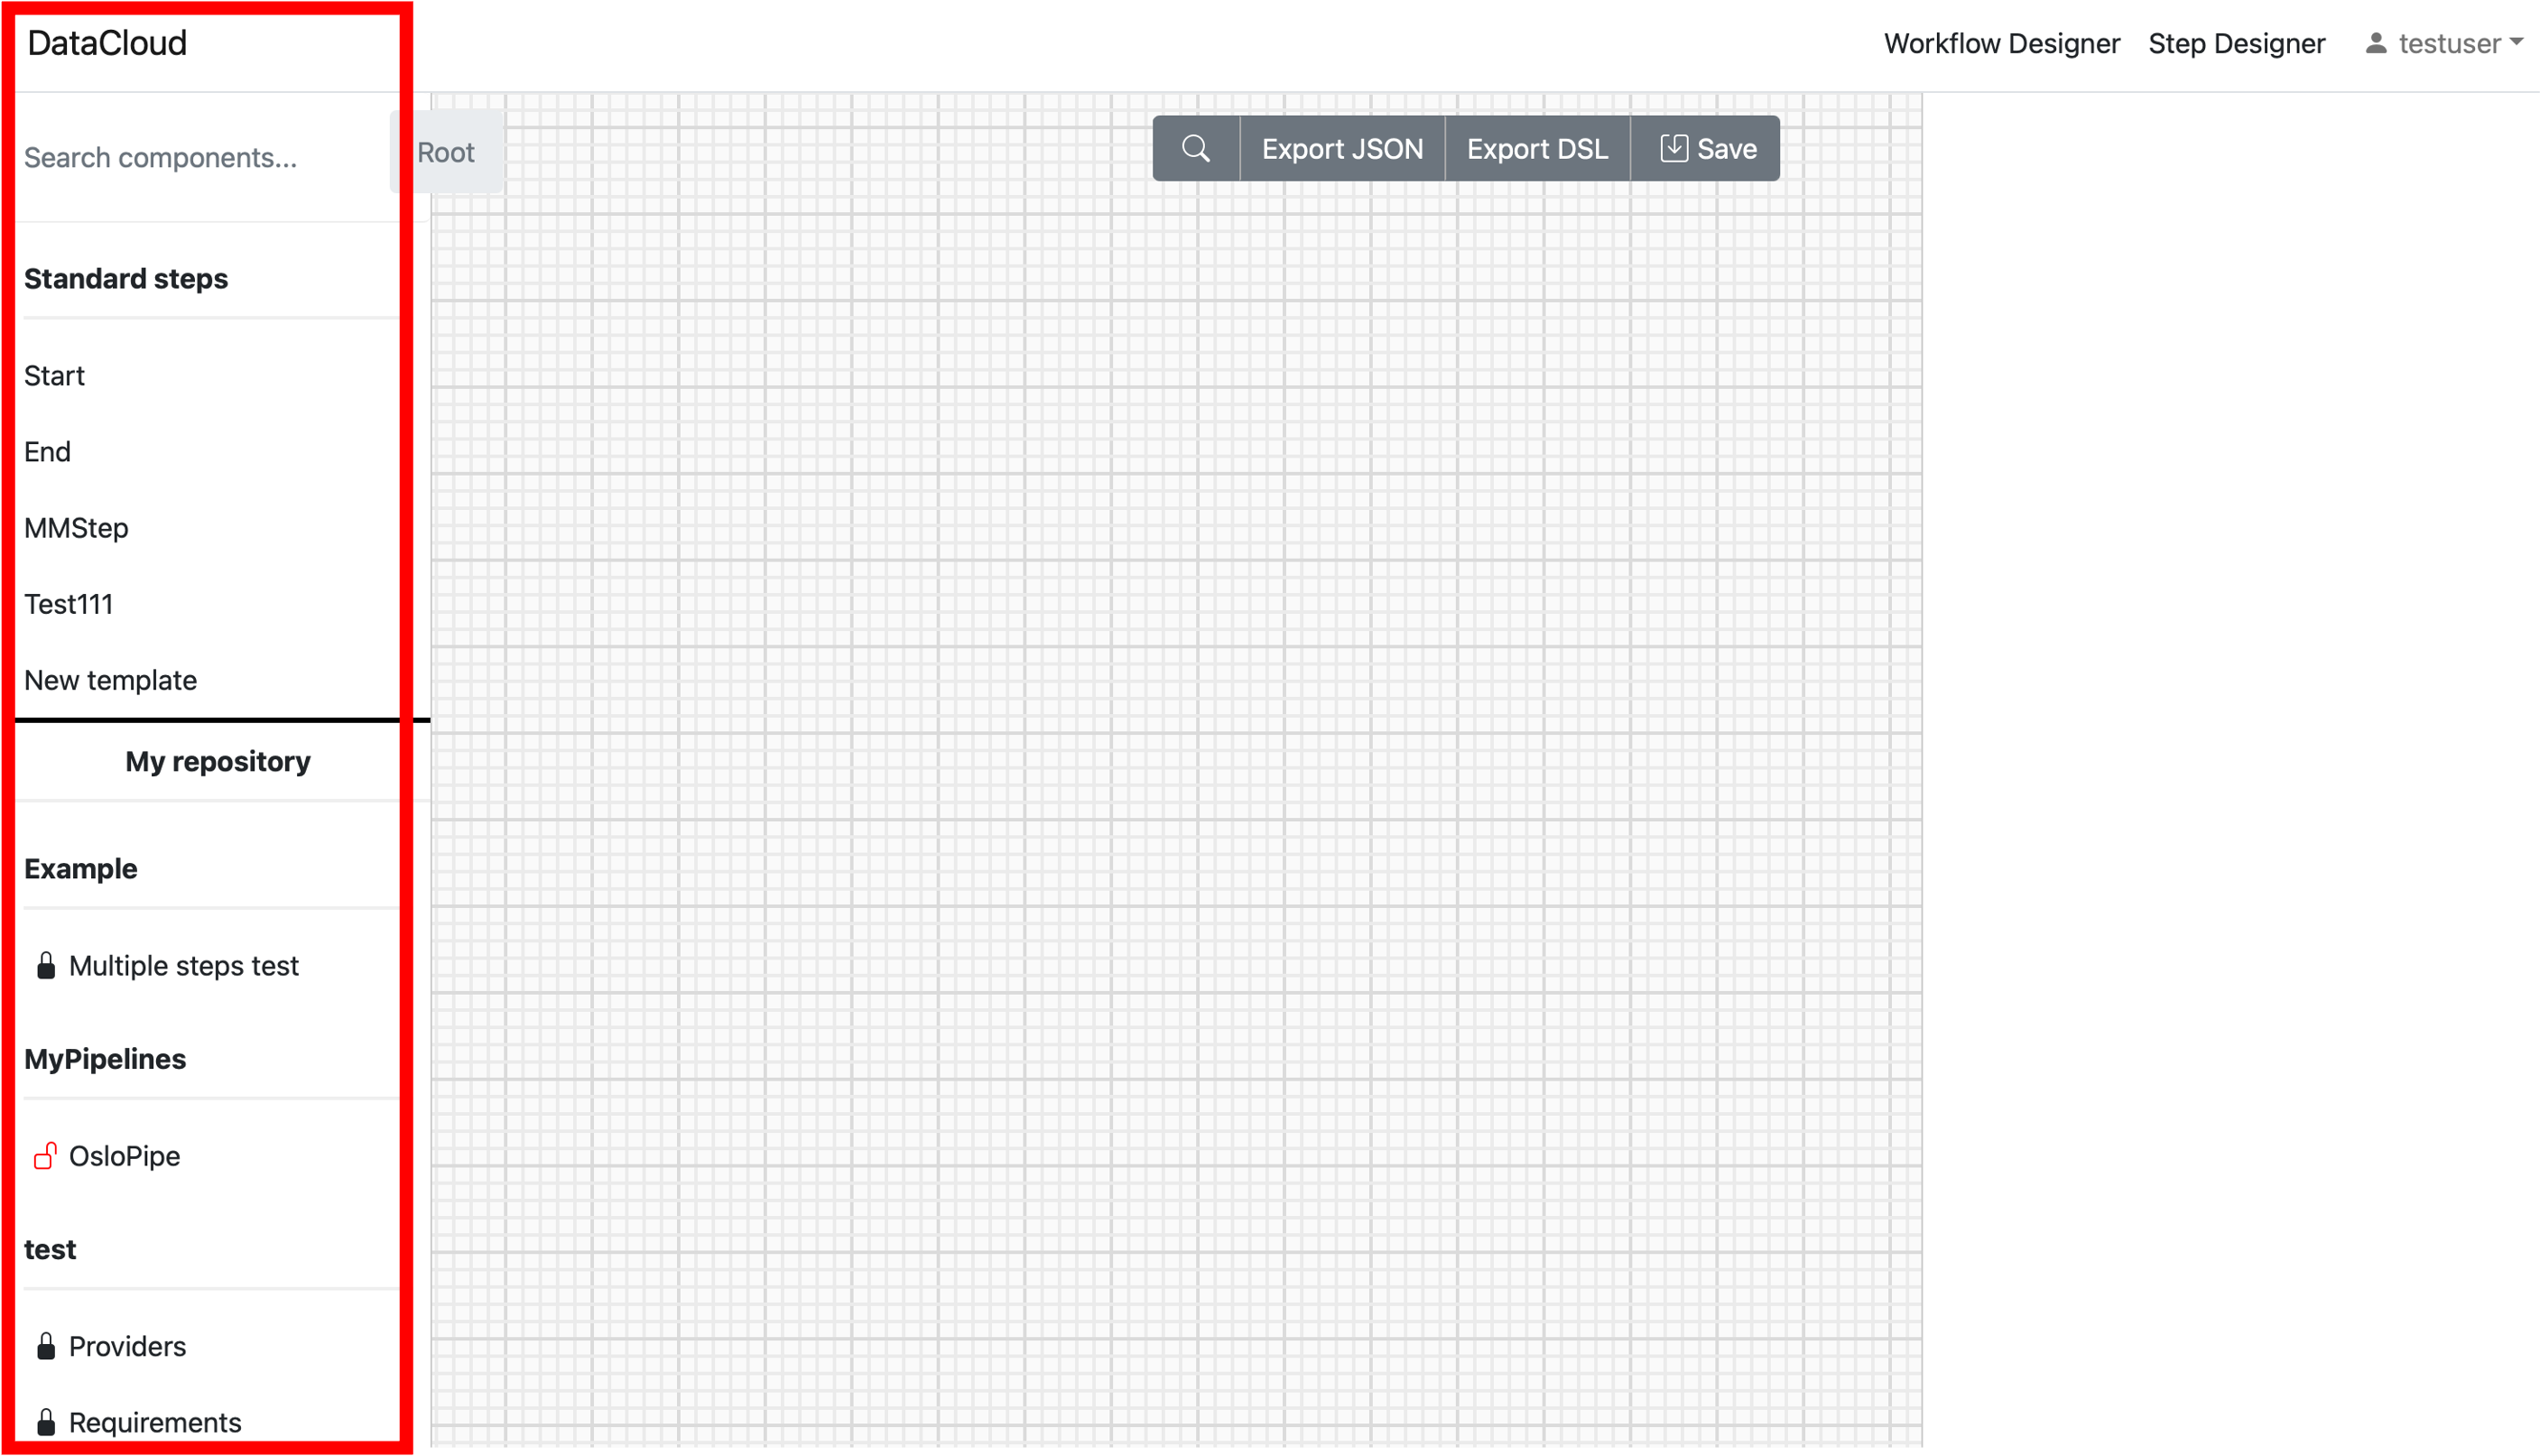 DataCloud
Workflow Designer Step Designer testuser
Search components...
Root
Export JSON Export DSL Save
Standard steps
Start
End
MMStep
Test111
New template
My repository
Example
Multiple steps test
MyPipelines
OsloPipe
test
Providers
Requirements